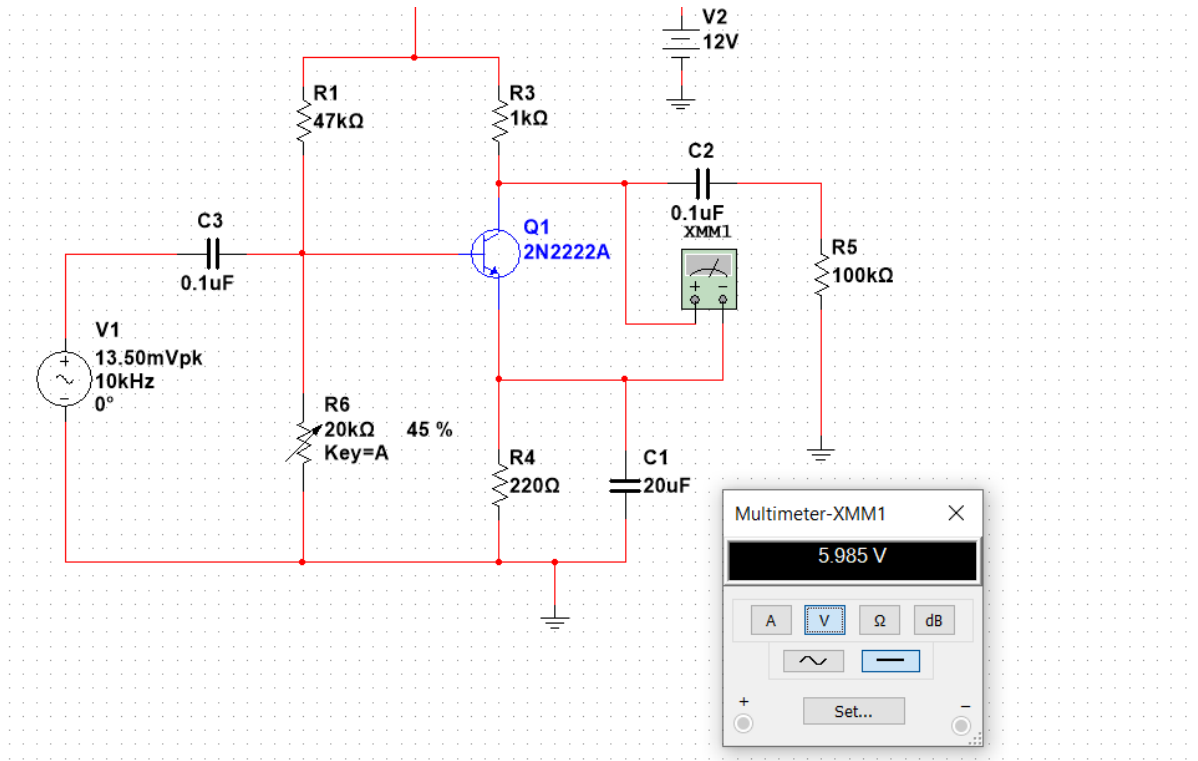 V2
12V
R1
47kΩ
R3
1kΩ
C2
0.1uF
XMM1
+ −
C3
0.1uF
Q1
2N2222A
R5
100kΩ
V1
13.50mVpk
10kHz
0°
+
−
R6
20kΩ 45 %
Key=A
R4
220Ω
C1
20uF
Multimeter-XMM1
5.985 V
A V Ω dB
+ Set... −